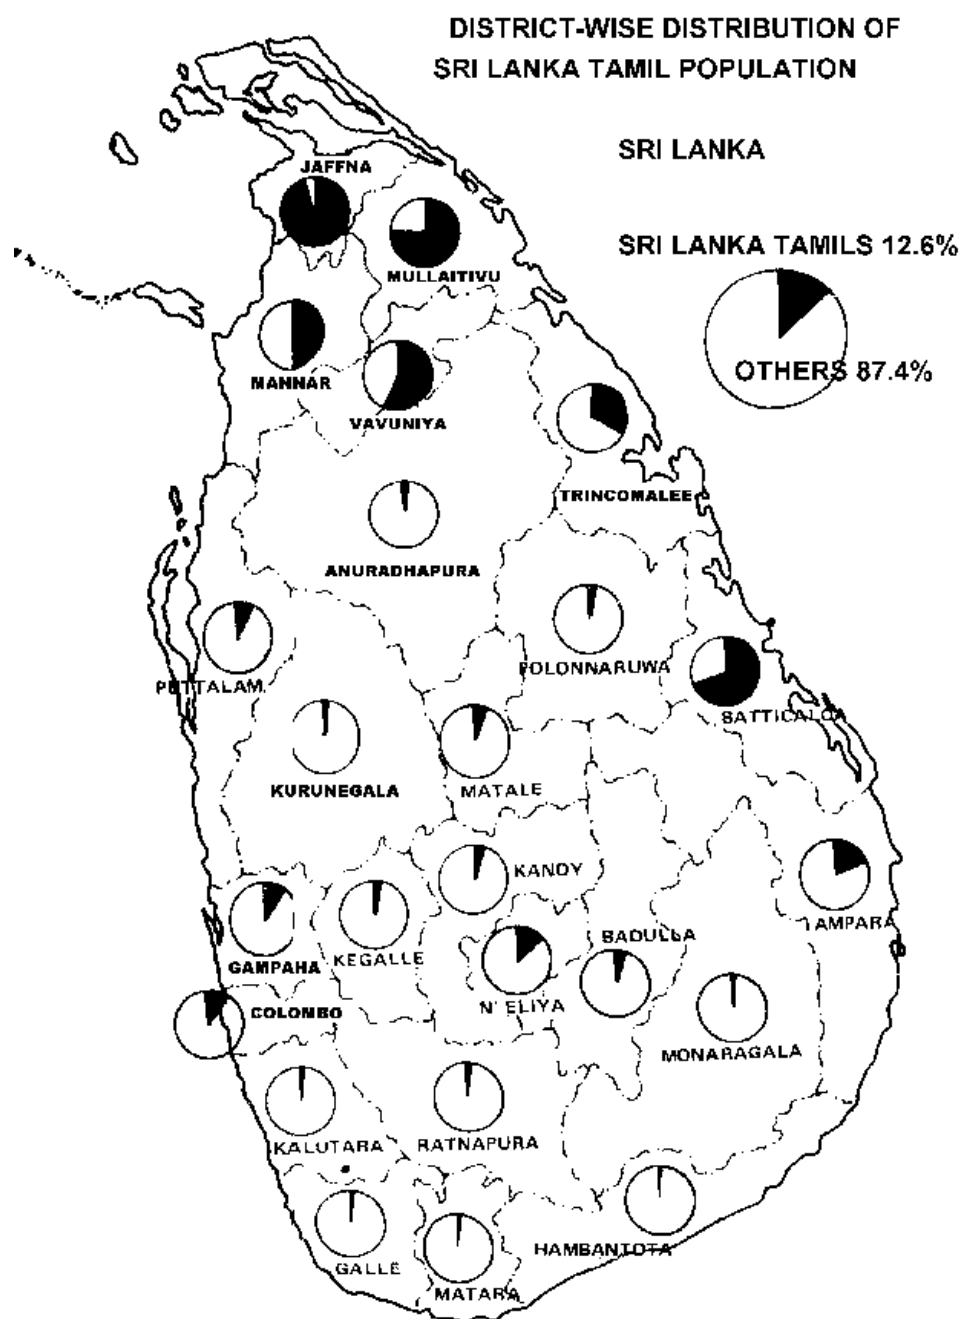 DISTRICT-WISE DISTRIBUTION OF
SRI LANKA TAMIL POPULATION
SRI LANKA
SRI LANKA TAMILS 12.6%
OTHERS 87.4%
JAFFNA
MULLAITIVU
MANNAR
VAVUNIYA
TRINCOMALEE
ANURADHAPURA
POLONNARUWA
PUTTALAM
BATTICALOA
KURUNEGALA
MATALE
KANDY
AMPARA
BADULLA
KEGALLE
GAMPAHA
N' ELIYA
COLOMBO
MONARAGALA
RATNAPURA
KALUTARA
HAMBANTOTA
GALLE
MATARA